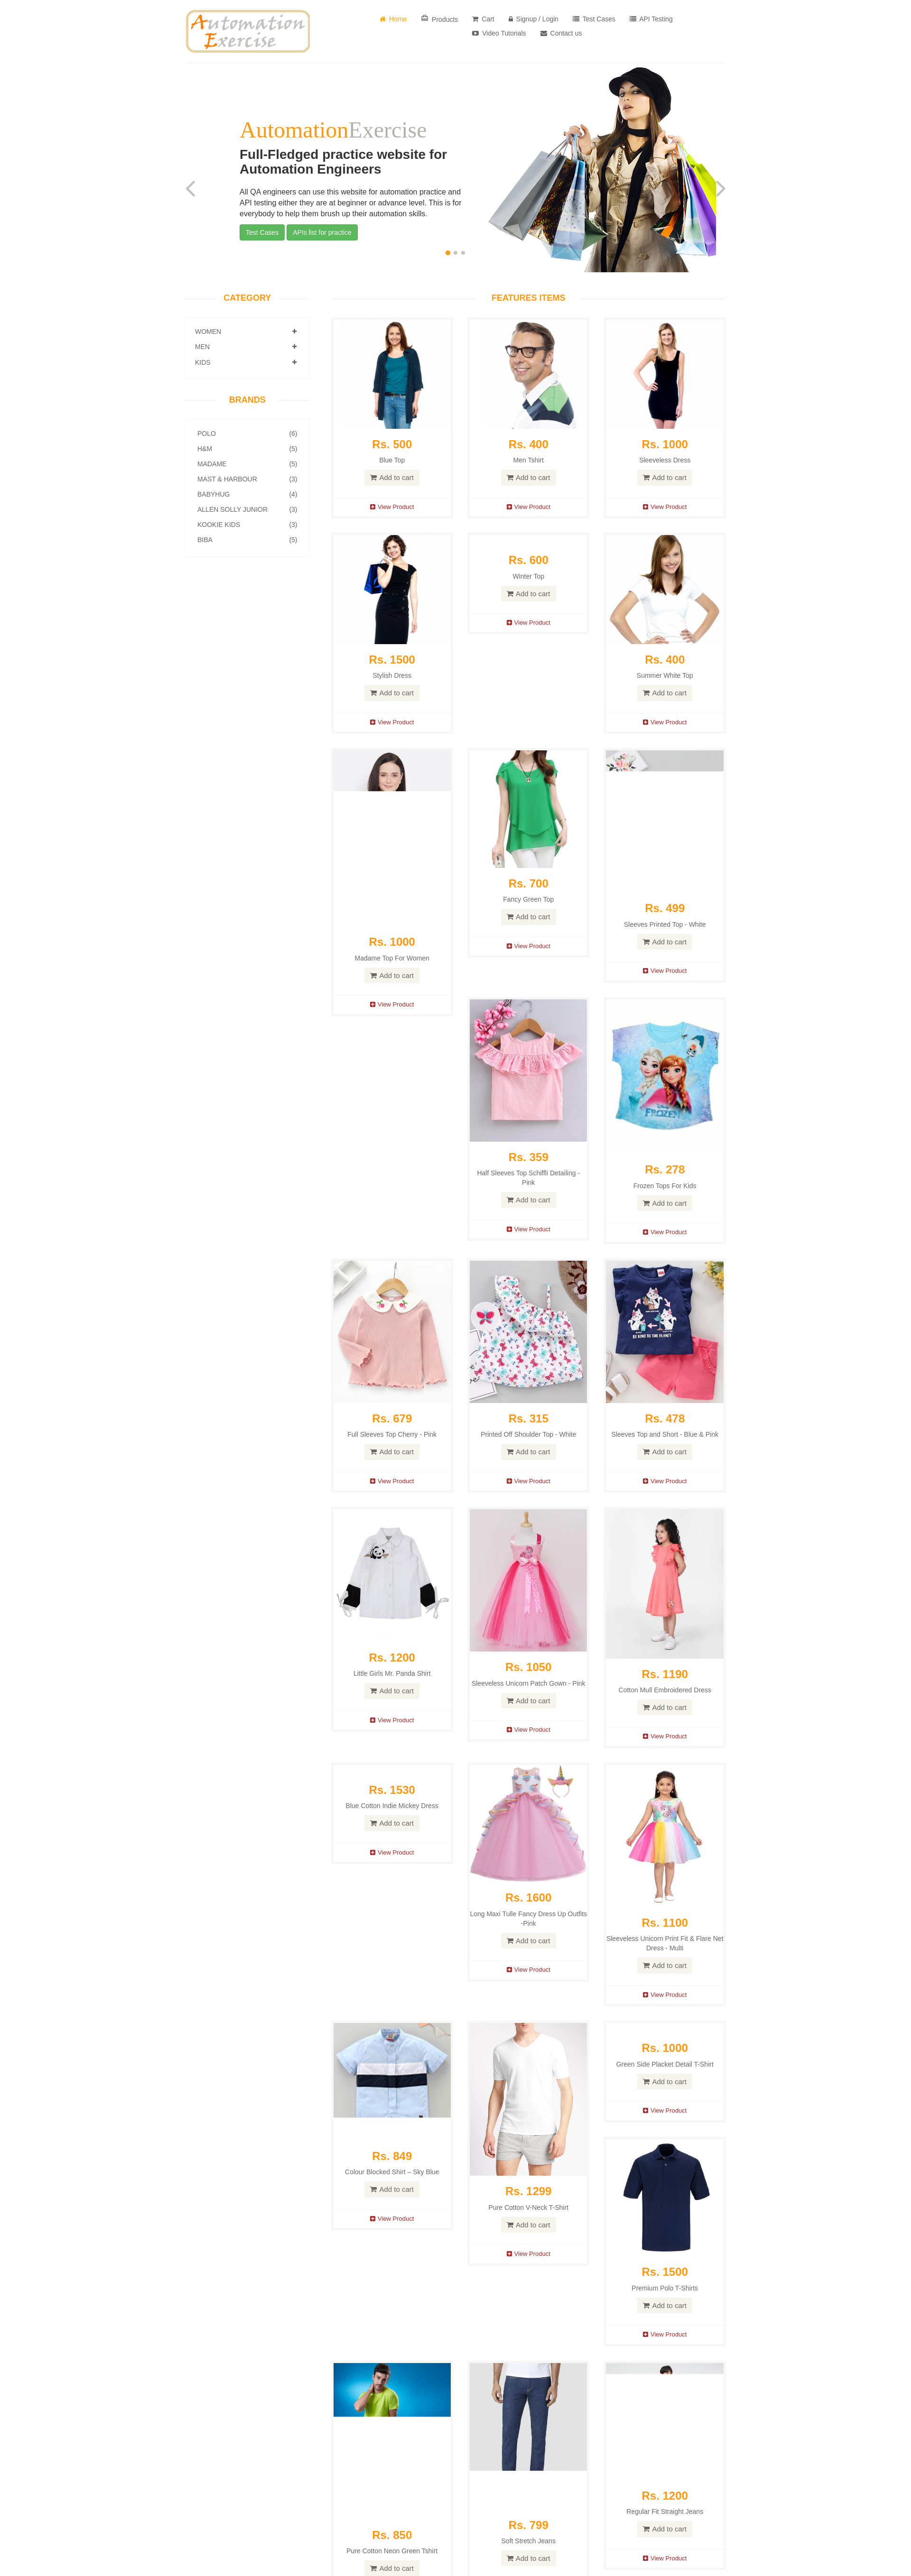 Automation
Exercise
Home
Products
Cart
Signup / Login
Test Cases
API Testing
Video Tutorials
Contact us
AutomationExercise
Full-Fledged practice website for
Automation Engineers
All QA engineers can use this website for automation practice and
API testing either they are at beginner or advance level. This is for
everybody to help them brush up their automation skills.
Test Cases
APIs list for practice
CATEGORY
WOMEN
MEN
KIDS
BRANDS
POLO (6)
H&M (5)
MADAME (5)
MAST & HARBOUR (3)
BABYHUG (4)
ALLEN SOLLY JUNIOR (3)
KOOKIE KIDS (3)
BIBA (5)
FEATURES ITEMS
Rs. 500
Blue Top
Add to cart
View Product
Rs. 400
Men Tshirt
Add to cart
View Product
Rs. 1000
Sleeveless Dress
Add to cart
View Product
Rs. 1500
Stylish Dress
Add to cart
View Product
Rs. 600
Winter Top
Add to cart
View Product
Rs. 400
Summer White Top
Add to cart
View Product
Rs. 1000
Madame Top For Women
Add to cart
View Product
Rs. 700
Fancy Green Top
Add to cart
View Product
Rs. 499
Sleeves Printed Top - White
Add to cart
View Product
Rs. 359
Half Sleeves Top Schiffli Detailing -
Pink
Add to cart
View Product
FROZEN
Rs. 278
Frozen Tops For Kids
Add to cart
View Product
Rs. 679
Full Sleeves Top Cherry - Pink
Add to cart
View Product
Rs. 315
Printed Off Shoulder Top - White
Add to cart
View Product
BE KIND TO THE PLANET
Rs. 478
Sleeves Top and Short - Blue & Pink
Add to cart
View Product
Rs. 1200
Little Girls Mr. Panda Shirt
Add to cart
View Product
Rs. 1050
Sleeveless Unicorn Patch Gown - Pink
Add to cart
View Product
Rs. 1190
Cotton Mull Embroidered Dress
Add to cart
View Product
Rs. 1530
Blue Cotton Indie Mickey Dress
Add to cart
View Product
Rs. 1600
Long Maxi Tulle Fancy Dress Up Outfits
-Pink
Add to cart
View Product
Rs. 1100
Sleeveless Unicorn Print Fit & Flare Net
Dress - Multi
Add to cart
View Product
Rs. 849
Colour Blocked Shirt – Sky Blue
Add to cart
View Product
Rs. 1299
Pure Cotton V-Neck T-Shirt
Add to cart
View Product
Rs. 1000
Green Side Placket Detail T-Shirt
Add to cart
View Product
Rs. 1500
Premium Polo T-Shirts
Add to cart
View Product
Rs. 850
Pure Cotton Neon Green Tshirt
Add to cart
Rs. 799
Soft Stretch Jeans
Add to cart
Rs. 1200
Regular Fit Straight Jeans
Add to cart
View Product